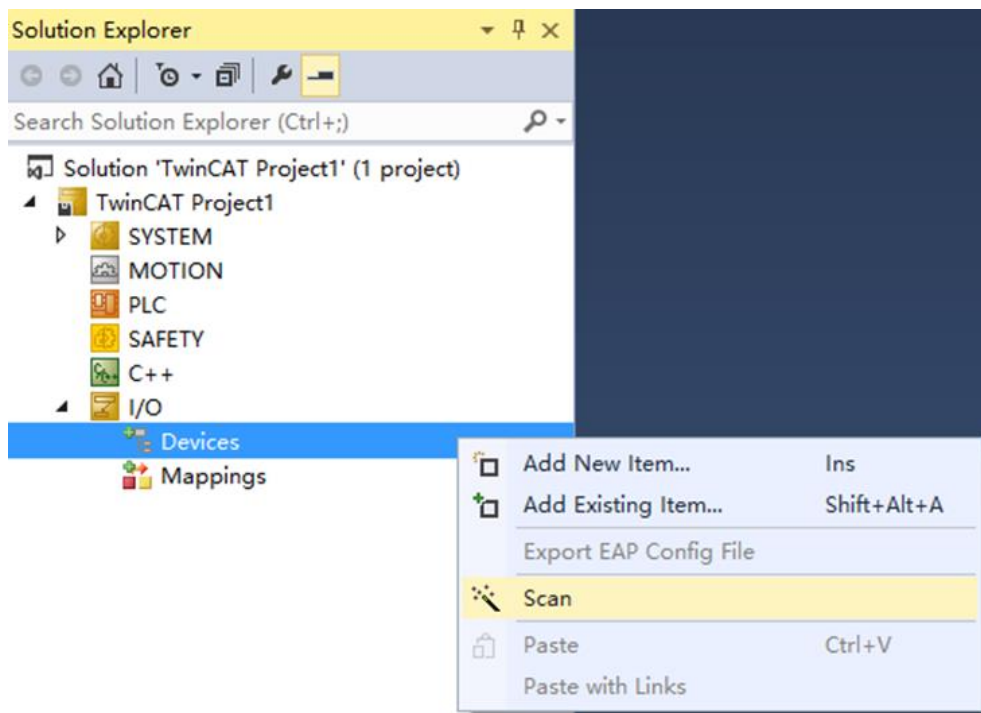 Solution Explorer
Search Solution Explorer (Ctrl+;)
Solution 'TwinCAT Project1' (1 project)
TwinCAT Project1
SYSTEM
MOTION
PLC
SAFETY
C++
I/O
Devices
Mappings
Add New Item... Ins
Add Existing Item... Shift+Alt+A
Export EAP Config File
Scan
Paste Ctrl+V
Paste with Links